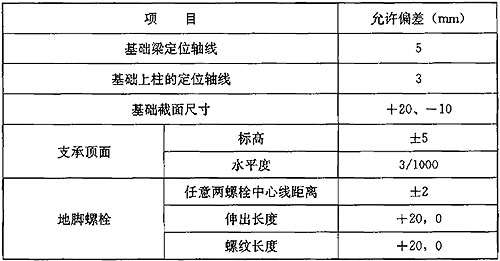 项 目 允许偏差（mm）
基础梁定位轴线 5
基础上柱的定位轴线 3
基础截面尺寸 +20、－10
支承顶面 标高 ±5
水平度 3/1000
地脚螺栓 任意两螺栓中心线距离 ±2
伸出长度 +20，0
螺纹长度 +20，0